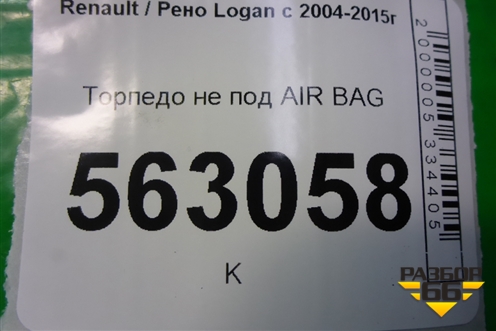 Renault / Рено Logan с 2004-2015г
Торпедо не под AIR BAG
563058
К
2000005334405
РАЗБОР
66